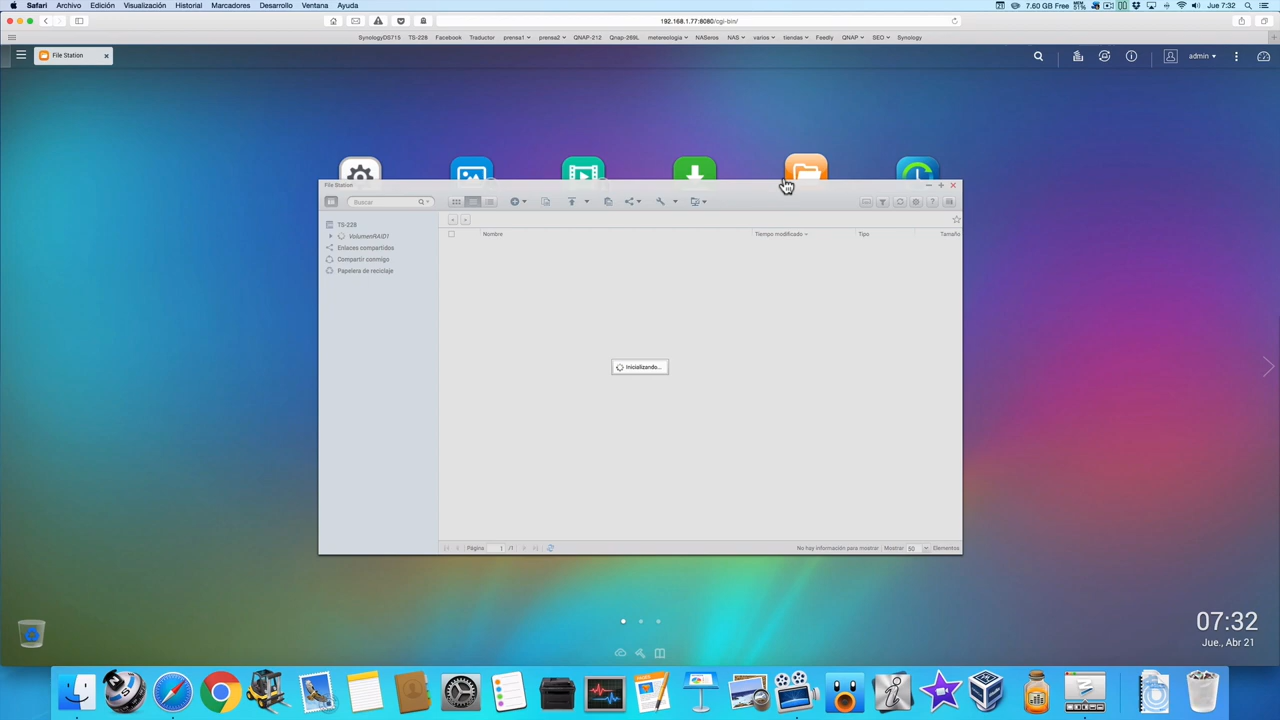 Safari Archivo Edición Visualización Historial Marcadores Desarrollo Ventana Ayuda 7.60 GB Free Jue 7:32
192.168.1.77:8080/cgi-bin/
SynologyDS715 TS-228 Facebook Traductor prensa1 prensa2 QNAP-212 Qnap-269L metereologia NASeros NAS varios tiendas Feedly QNAP SEO Synology
File Station admin
File Station
Buscar
TS-228
VolumenRAID1
Enlaces compartidos
Compartir conmigo
Papelera de reciclaje
Nombre Tiempo modificado Tipo Tamaño
Inicializando...
Página 1 /1 No hay información para mostrar Mostrar 50 Elementos
07:32
Jue., Abr 21